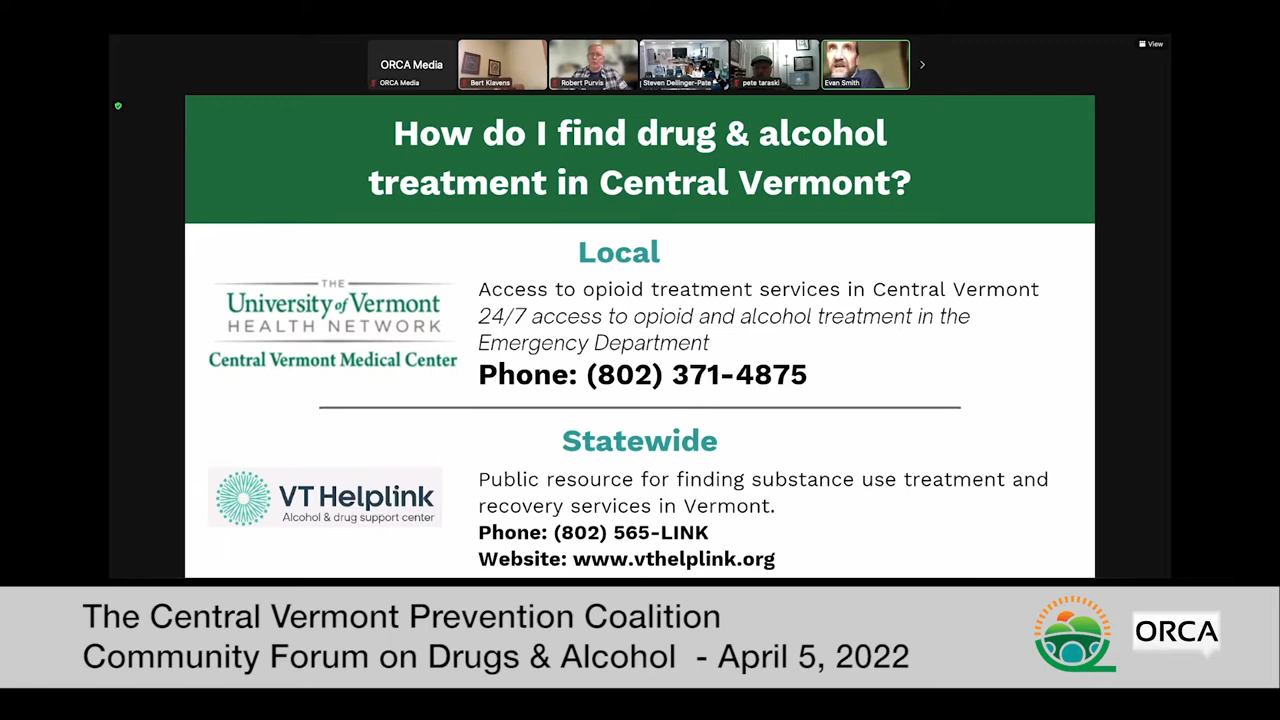 View
ORCA Media
ORCA Media
Bert Klavens
Robert Purvis
Steven Dellinger-Pate
pete taraski
Evan Smith
How do I find drug & alcohol
treatment in Central Vermont?
Local
THE
University of Vermont
HEALTH NETWORK
Central Vermont Medical Center
Access to opioid treatment services in Central Vermont
24/7 access to opioid and alcohol treatment in the
Emergency Department
Phone: (802) 371-4875
Statewide
VT Helplink
Alcohol & drug support center
Public resource for finding substance use treatment and
recovery services in Vermont.
Phone: (802) 565-LINK
Website: www.vthelplink.org
The Central Vermont Prevention Coalition
Community Forum on Drugs & Alcohol - April 5, 2022
ORCA